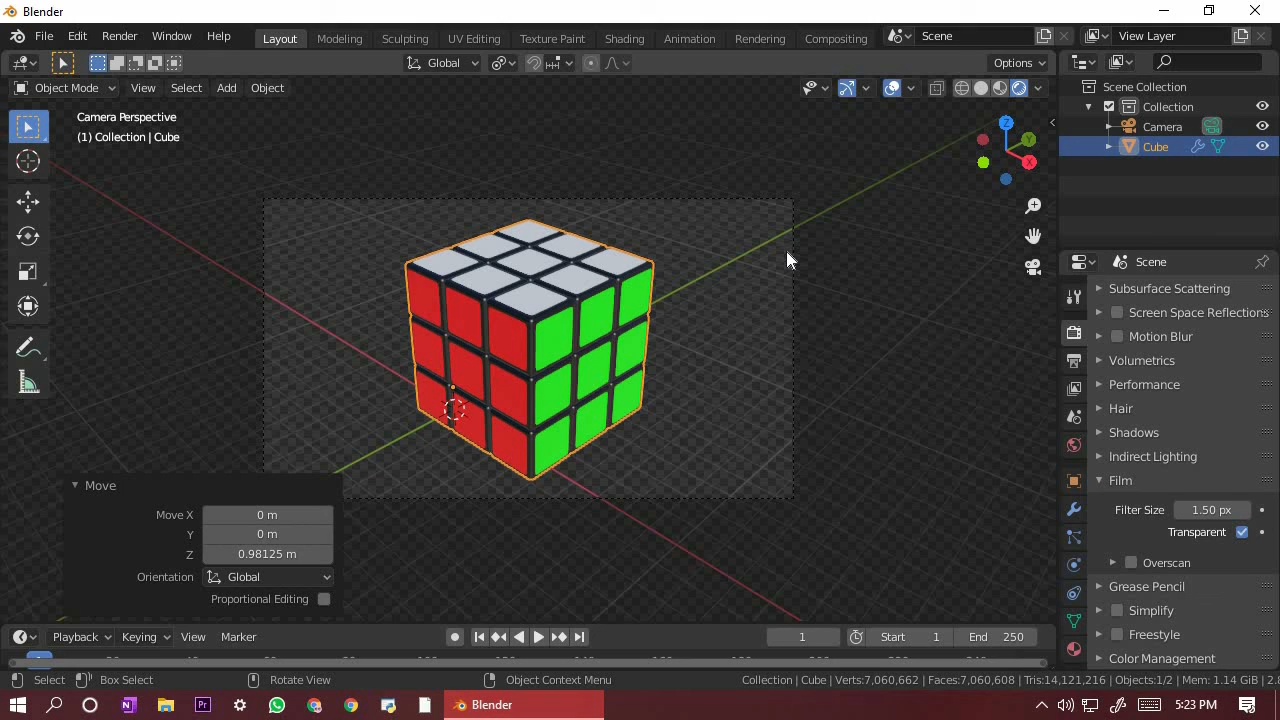 Blender
File Edit Render Window Help Layout Modeling Sculpting UV Editing Texture Paint Shading Animation Rendering Compositing Scene View Layer
Global Options
Object Mode View Select Add Object
Camera Perspective
(1) Collection | Cube
Z
Y
X
Scene Collection
Collection
Camera
Cube
Scene
Subsurface Scattering
Screen Space Reflections
Motion Blur
Volumetrics
Performance
Hair
Shadows
Indirect Lighting
Film
Filter Size 1.50 px
Transparent
Overscan
Grease Pencil
Simplify
Freestyle
Color Management
Move
Move X 0 m
Y 0 m
Z 0.98125 m
Orientation Global
Proportional Editing
Playback Keying View Marker 1 Start 1 End 250
Select Box Select Rotate View Object Context Menu Collection | Cube | Verts:7,060,662 | Faces:7,060,608 | Tris:14,121,216 | Objects:1/2 | Mem: 1.14 GiB | 2.8
Blender 5:23 PM